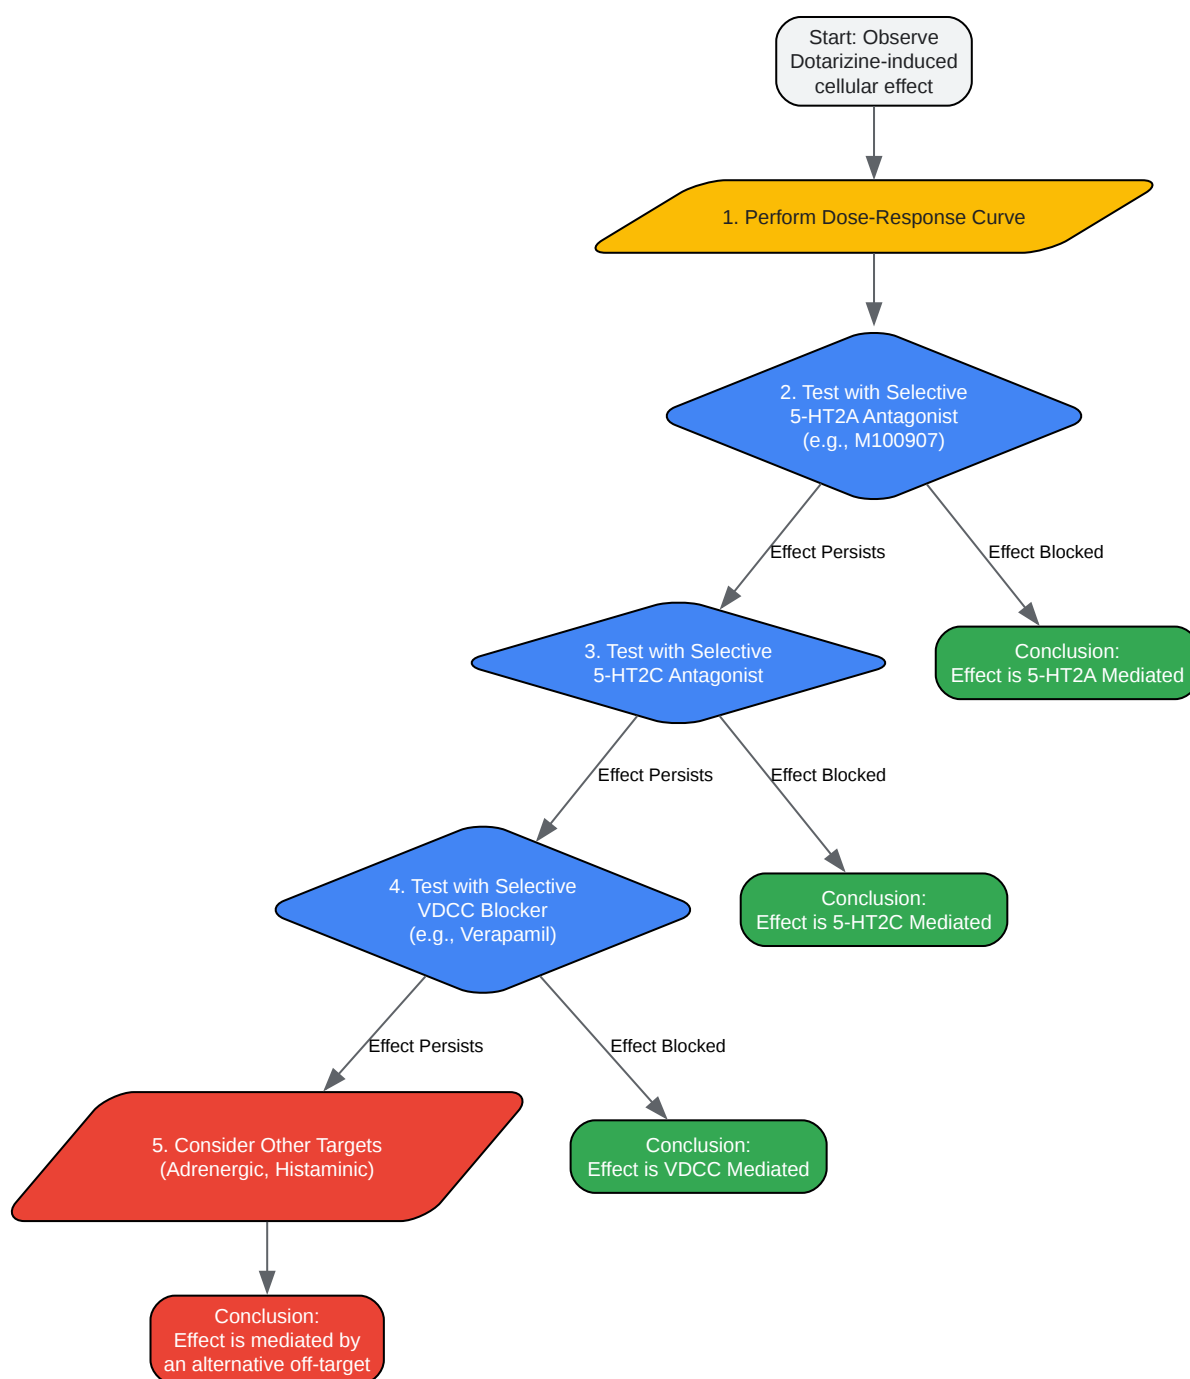 Start: Observe
Dotarizine-induced
cellular effect
1. Perform Dose-Response Curve
2. Test with Selective
5-HT2A Antagonist
(e.g., M100907)
Effect Persists
Effect Blocked
3. Test with Selective
5-HT2C Antagonist
Conclusion:
Effect is 5-HT2A Mediated
Effect Persists
Effect Blocked
4. Test with Selective
VDCC Blocker
(e.g., Verapamil)
Conclusion:
Effect is 5-HT2C Mediated
Effect Persists
Effect Blocked
5. Consider Other Targets
(Adrenergic, Histaminic)
Conclusion:
Effect is VDCC Mediated
Conclusion:
Effect is mediated by
an alternative off-target